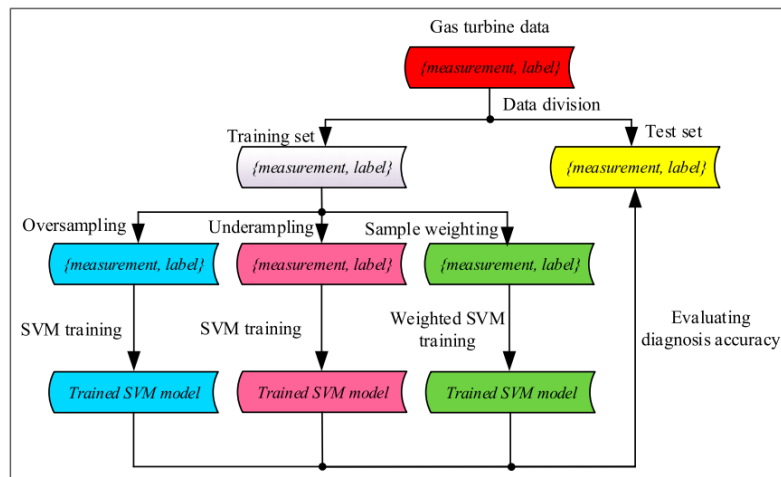 Gas turbine data
{measurement, label}
Data division
Training set
Test set
{measurement, label}
{measurement, label}
Oversampling
Underampling
Sample weighting
{measurement, label}
{measurement, label}
{measurement, label}
SVM training
SVM training
Weighted SVM
training
Evaluating
diagnosis accuracy
Trained SVM model
Trained SVM model
Trained SVM model